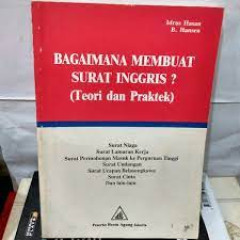 Idrus Hasan
R. Hansen
BAGAIMANA MEMBUAT
SURAT INGGRIS ?
(Teori dan Praktek)
Surat Niaga
Surat Lamaran Kerja
Surat Permohonan Masuk ke Perguruan Tinggi
Surat Undangan
Surat Ucapan Belasungkawa
Surat Cinta
Dan lain-lain